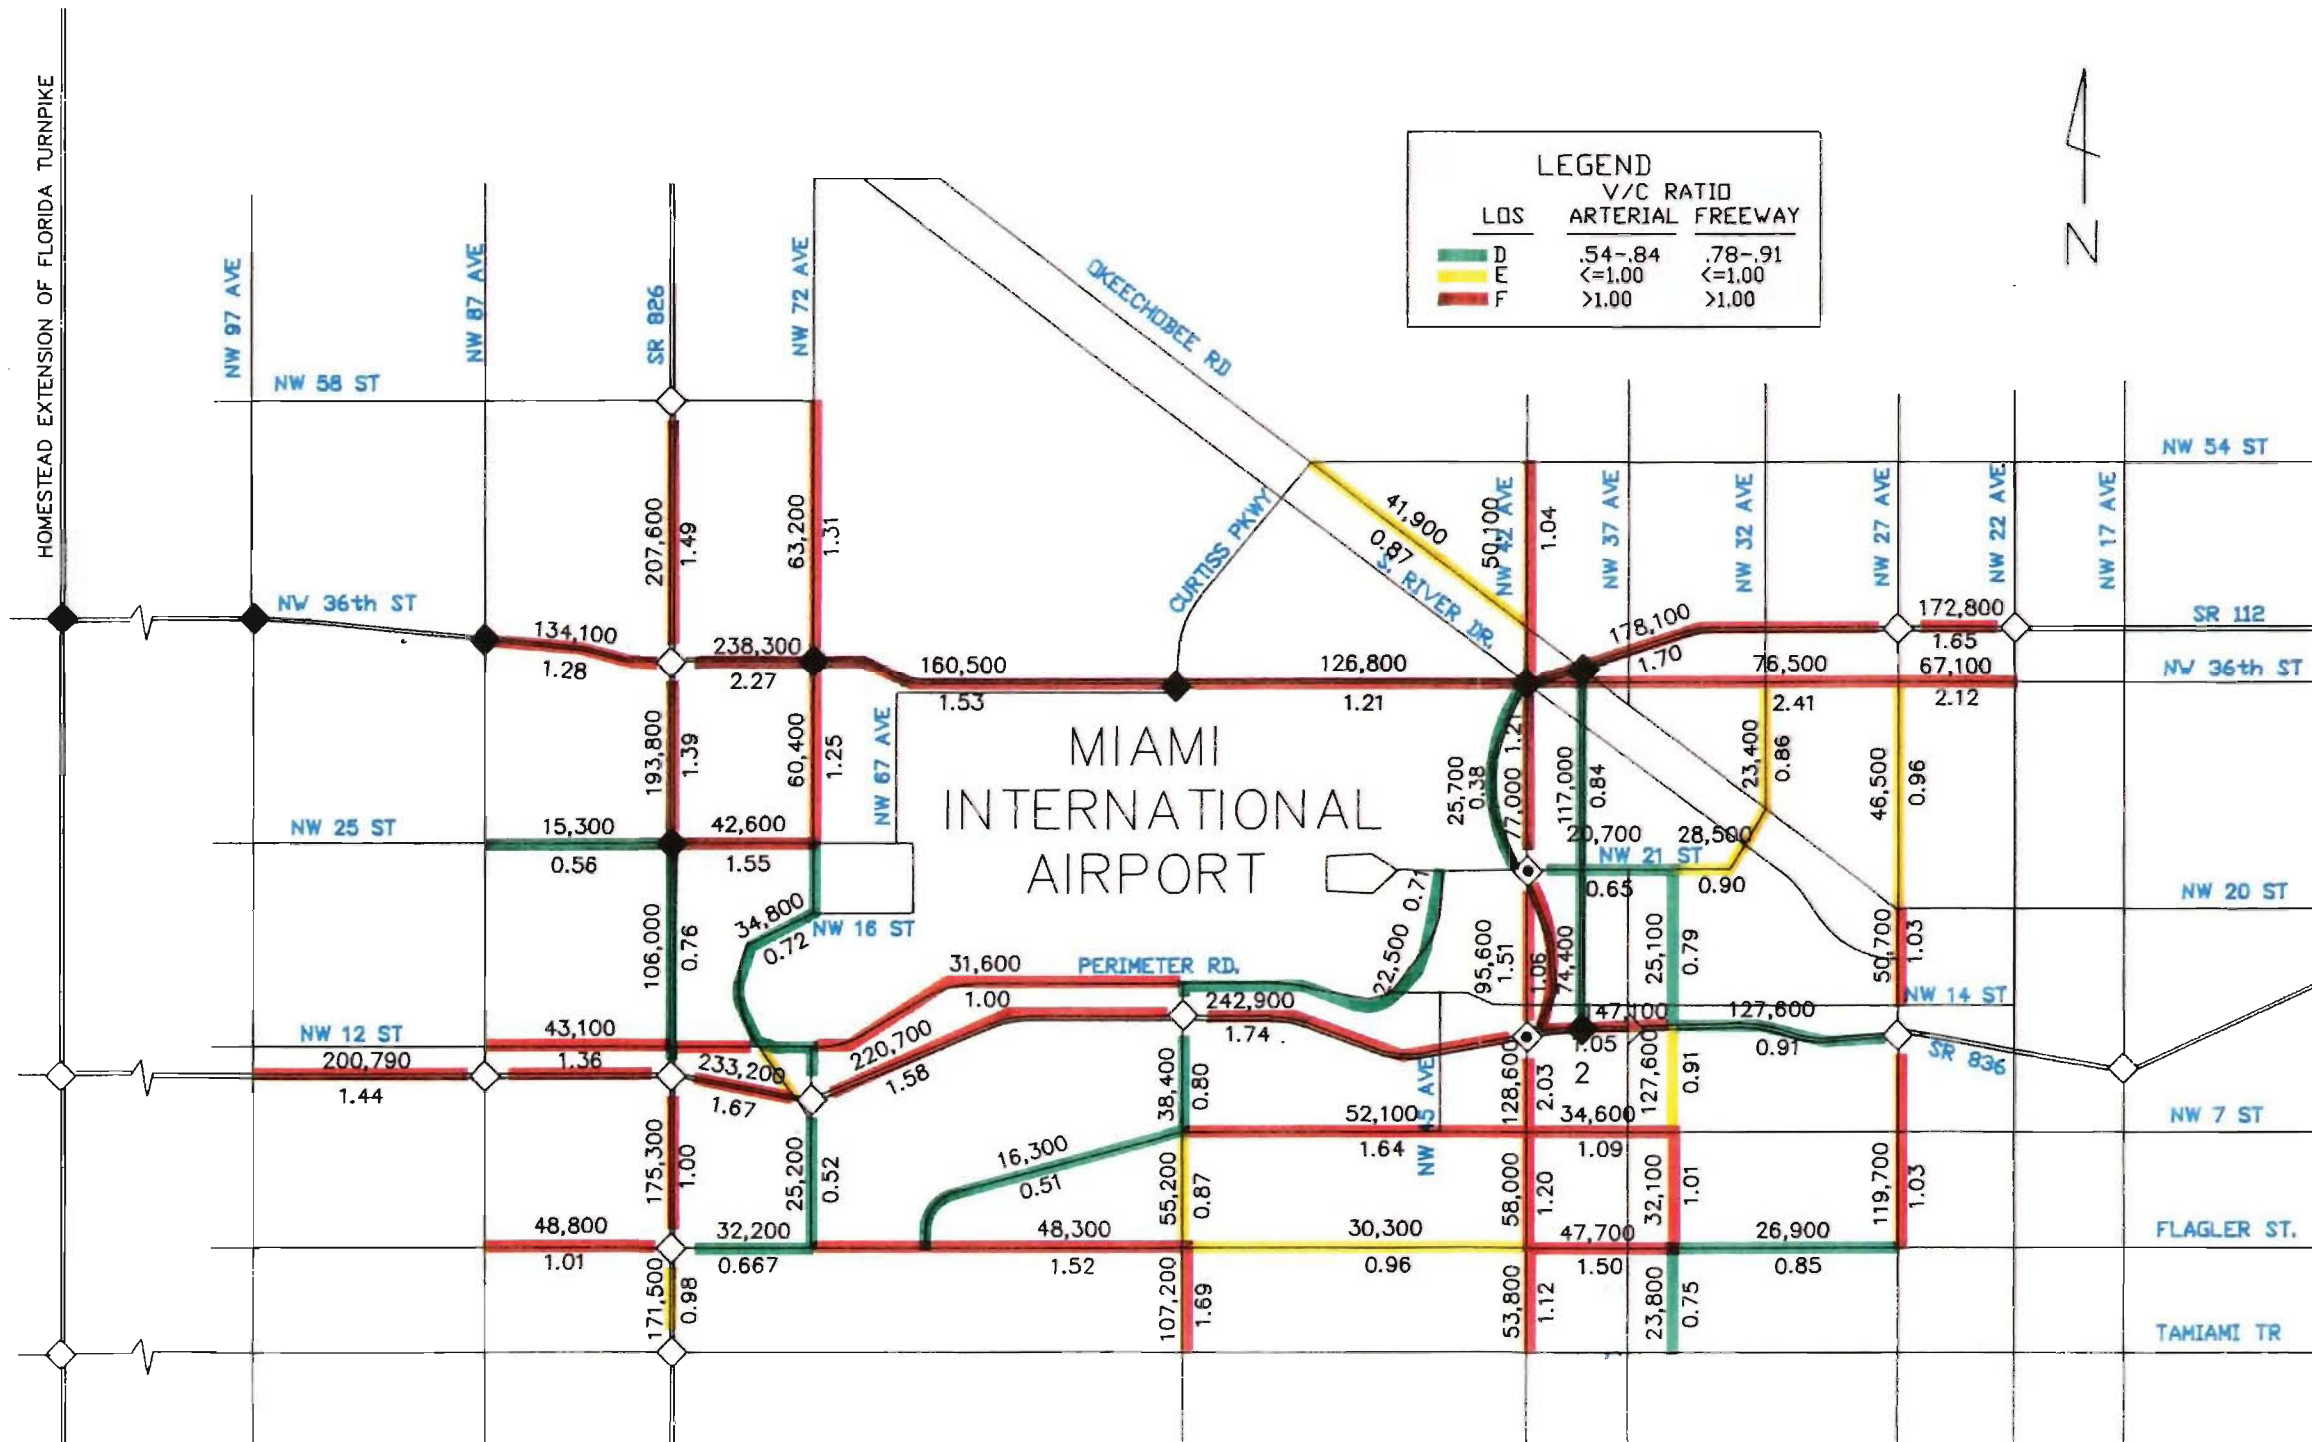 HOMESTEAD EXTENSION OF FLORIDA TURNPIKE
NW 97 AVE
NW 87 AVE
SR 826
NW 72 AVE
OKEECHOBEE RD
LEGEND
V/C RATIO
LOS ARTERIAL FREEWAY
D .54-.84 .78-.91
E <=1.00 <=1.00
F >1.00 >1.00
N
NW 58 ST
NW 54 ST
207,600
1.49
63,200
1.31
CURTISS PKWY
41,900
0.87
S. RIVER DR.
50,100
NW 42 AVE
1.04
NW 37 AVE
NW 32 AVE
NW 27 AVE
NW 22 AVE.
NW 17 AVE
NW 36th ST
134,100
1.28
238,300
2.27
160,500
1.53
126,800
1.21
178,100
1.70
172,800
1.65
SR 112
76,500
2.41
67,100
2.12
NW 36th ST
193,800
1.39
60,400
1.25
NW 67 AVE
MIAMI
INTERNATIONAL
AIRPORT
25,700
0.38
77,000
1.21
117,000
0.84
23,400
0.86
46,500
0.96
NW 25 ST
15,300
0.56
42,600
1.55
20,700
NW 21 ST
0.65
28,500
0.90
NW 20 ST
106,000
0.76
34,800
0.72
NW 16 ST
22,500
0.71
95,600
1.51
1.06
74,400
25,100
0.79
50,700
1.03
31,600
1.00
PERIMETER RD.
242,900
1.74
147,100
1.05
2
127,800
0.91
NW 14 ST
SR 836
NW 12 ST
43,100
1.36
200,790
1.44
233,200
1.67
220,700
1.58
38,400
0.80
NW 45 AVE
128,600
2.03
127,600
0.91
52,100
1.64
34,600
1.09
NW 7 ST
175,300
1.00
25,200
0.52
16,300
0.51
55,200
0.87
58,000
1.20
32,100
1.01
119,700
1.03
48,800
1.01
32,200
0.667
48,300
1.52
30,300
0.96
47,700
1.50
26,900
0.85
FLAGLER ST.
171,500
0.98
107,200
1.69
53,800
1.12
23,800
0.75
TAMIAMI TR